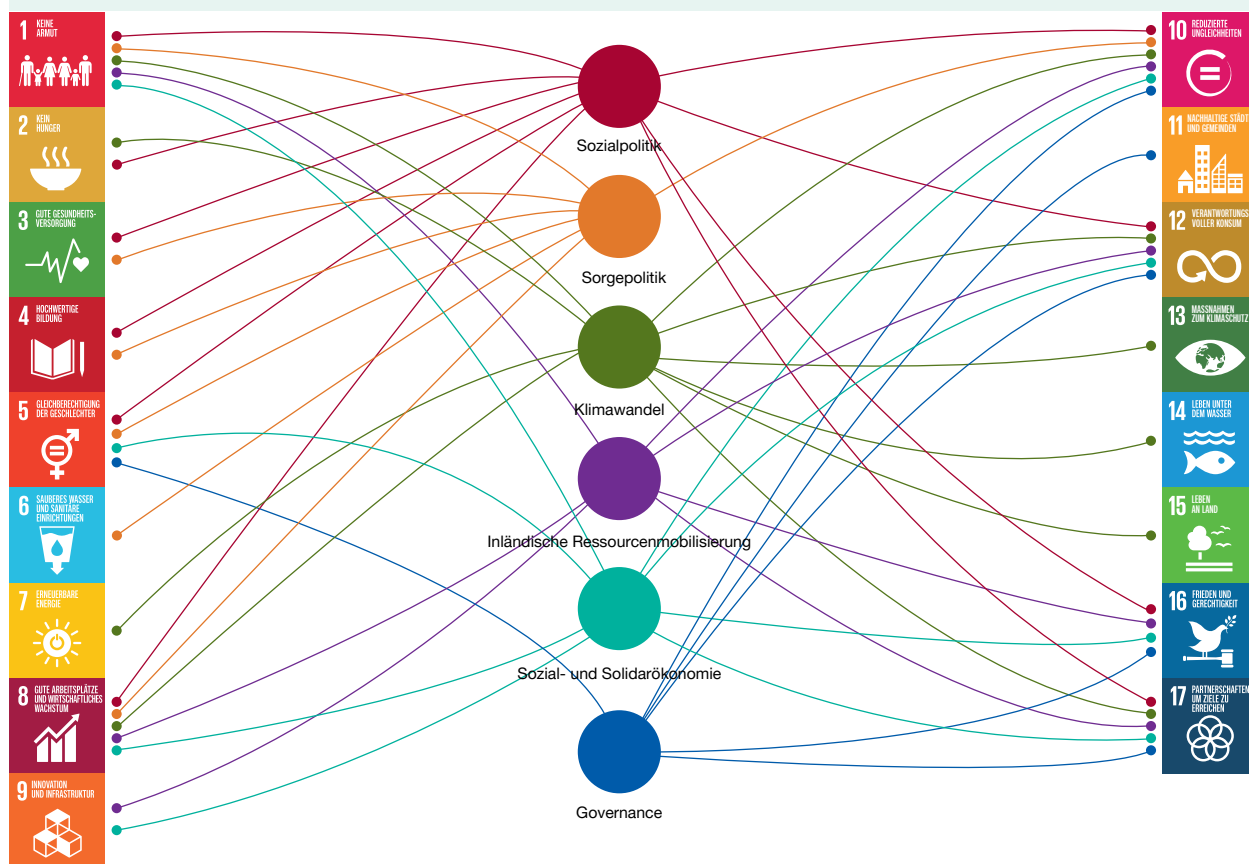 1 KEINE
ARMUT
2 KEIN
HUNGER
3 GUTE GESUNDHEITS-
VERSORGUNG
4 HOCHWERTIGE
BILDUNG
5 GLEICHBERECHTIGUNG
DER GESCHLECHTER
6 SAUBERES WASSER
UND SANITÄRE
EINRICHTUNGEN
7 ERNEUERBARE
ENERGIE
8 GUTE ARBEITSPLÄTZE
UND WIRTSCHAFTLICHES
WACHSTUM
9 INNOVATION
UND INFRASTRUKTUR
Sozialpolitik
Sorgepolitik
Klimawandel
Inländische Ressourcenmobilisierung
Sozial- und Solidarökonomie
Governance
10 REDUZIERTE
UNGLEICHHEITEN
11 NACHHALTIGE STÄDT
UND GEMEINDEN
12 VERANTWORTUNGS
VOLLER KONSUM
13 MASSNAHMEN
ZUM KLIMASCHUTZ
14 LEBEN UNTER
DEM WASSER
15 LEBEN
AN LAND
16 FRIEDEN UND
GERECHTIGKEIT
17 PARTNERSCHAFTEN
UM ZIELE ZU
ERREICHEN